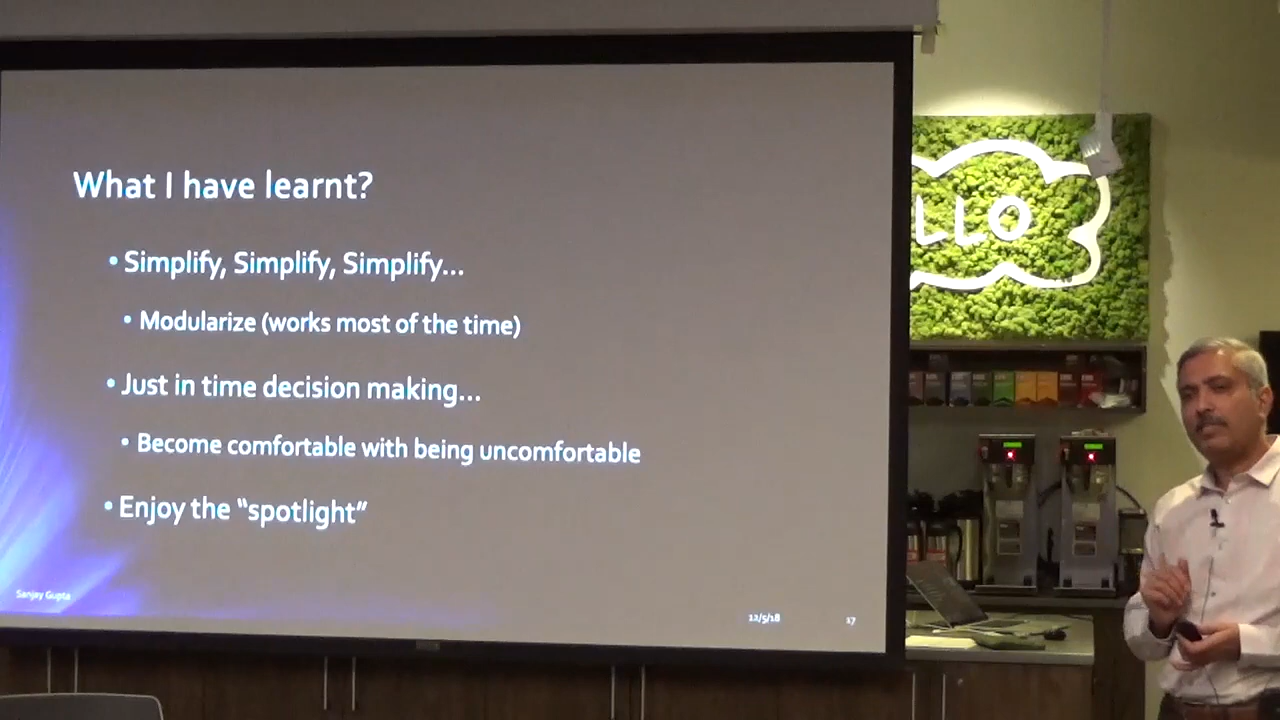 What I have learnt?
• Simplify, Simplify, Simplify...
• Modularize (works most of the time)
• Just in time decision making...
• Become comfortable with being uncomfortable
• Enjoy the “spotlight”
Sanjay Gupta
12/5/18
17
LLO